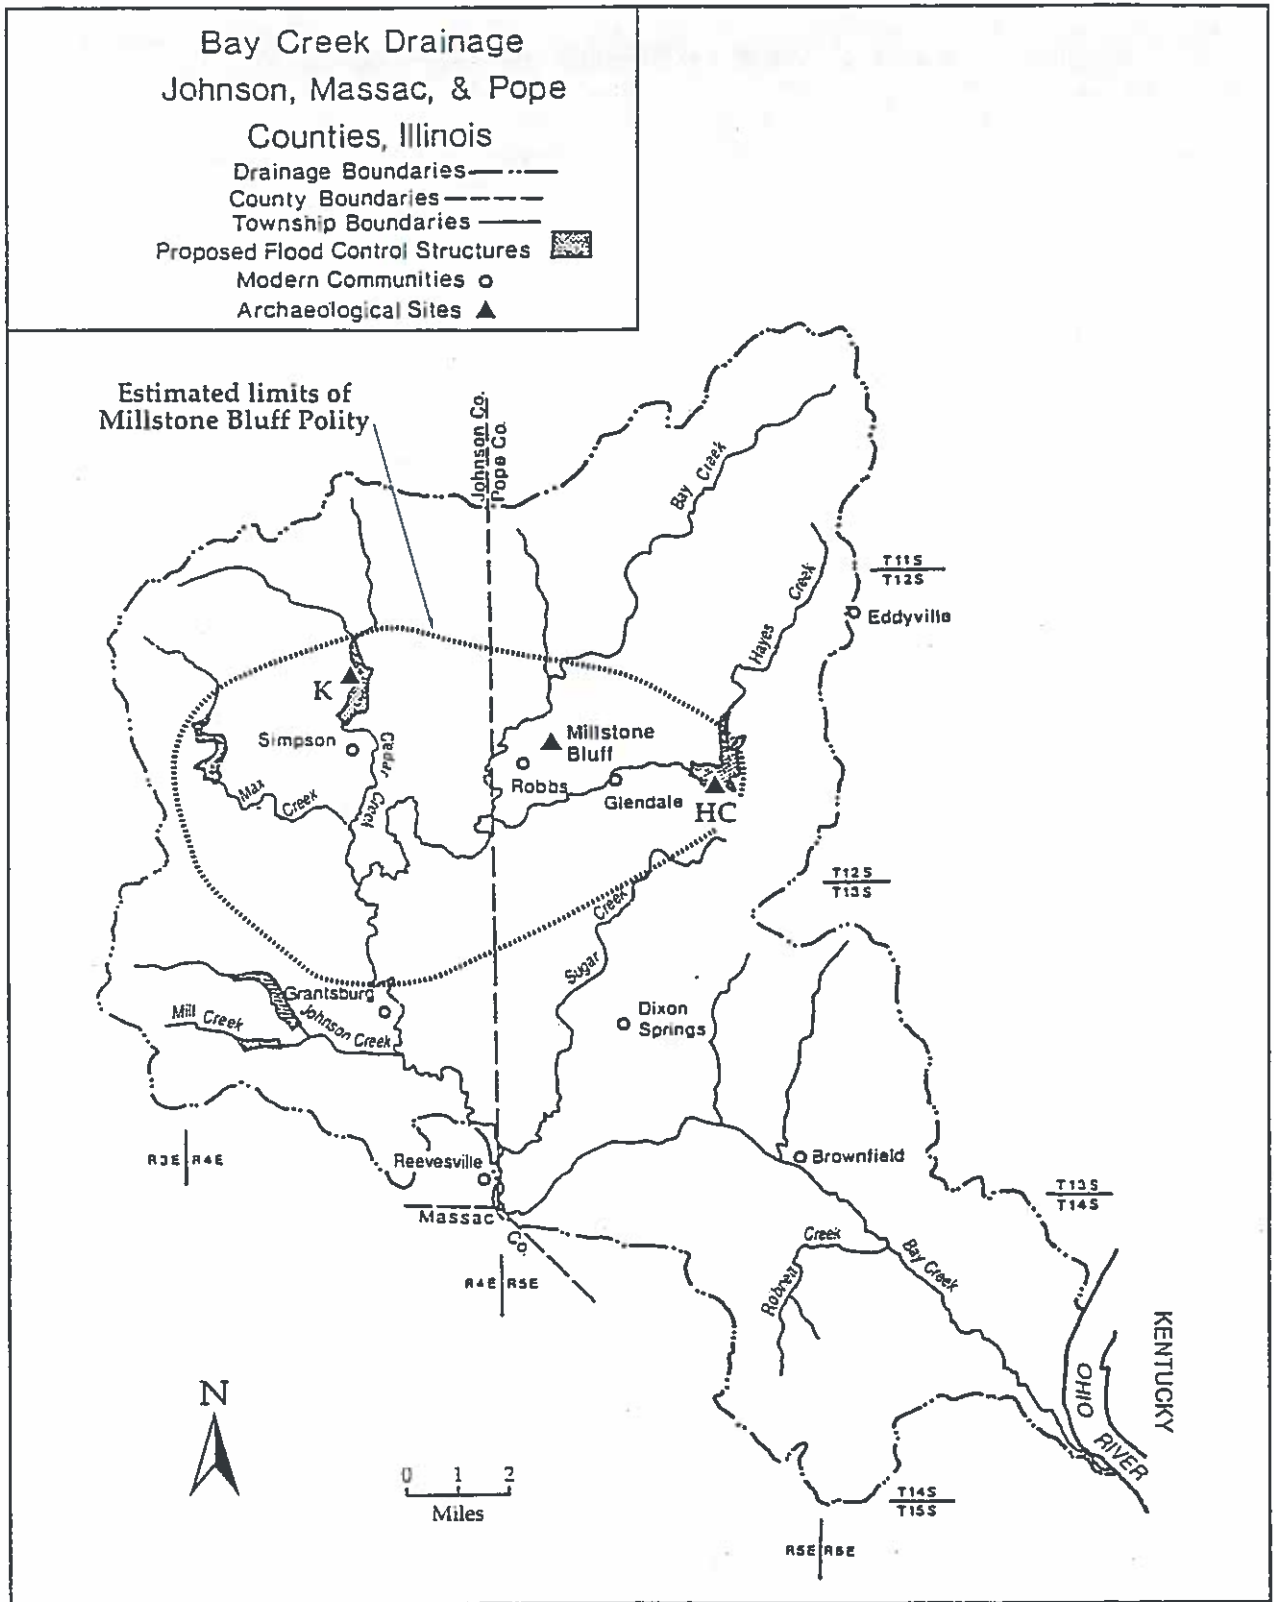 Bay Creek Drainage
Johnson, Massac, & Pope
Counties, Illinois
Drainage Boundaries
County Boundaries
Township Boundaries
Proposed Flood Control Structures
Modern Communities
Archaeological Sites
Estimated limits of
Millstone Bluff Polity
Johnson Co.
Pope Co.
Bay Creek
Hayes Creek
T11S
T12S
Eddyville
K
Simpson
Cedar Creek
Millstone
Bluff
Robbs
Glendale
HC
Max Creek
T12S
T13S
Sugar Creek
Grantsburg
Mill Creek
Johnson Creek
Dixon
Springs
R3E R4E
Reevesville
Brownfield
T13S
T14S
Massac Co.
Creek
Bay Creek
R4E R5E
KENTUCKY
OIHO
RIVER
N
0 1 2
Miles
T14S
T15S
R5E R6E